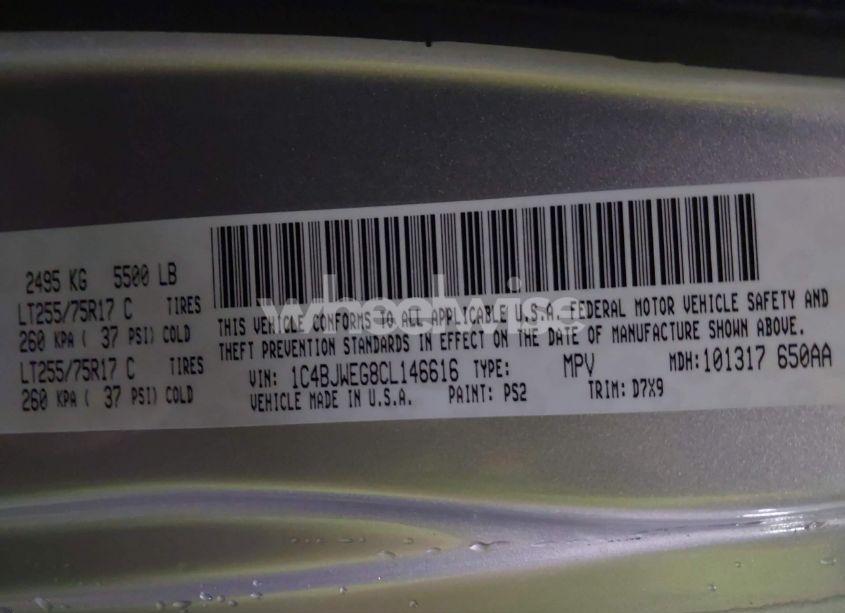 2495 KG 5500 LB
LT255/75R17 C TIRES
260 KPA ( 37 PSI) COLD
LT255/75R17 C TIRES
260 KPA ( 37 PSI) COLD
THIS VEHICLE CONFORMS TO ALL APPLICABLE U.S.A. FEDERAL MOTOR VEHICLE SAFETY AND
THEFT PREVENTION STANDARDS IN EFFECT ON THE DATE OF MANUFACTURE SHOWN ABOVE.
VIN: 1C4BJWEG8CL146616 TYPE: MPV MDH: 101317 650AA
VEHICLE MADE IN U.S.A. PAINT: PS2 TRIM: D7X9
wheelwise